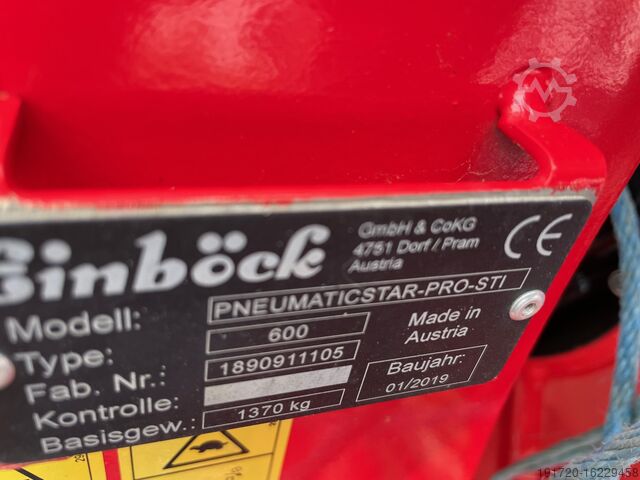 Einböck
GmbH & CoKG
4751 Dorf / Pram
Austria
CE
Modell: PNEUMATICSTAR-PRO-STI
Type: 600
Fab. Nr.: 1890911105
Kontrolle:
Basisgew.: 1370 kg
Made in
Austria
Baujahr:
01/2019
191720-16229458